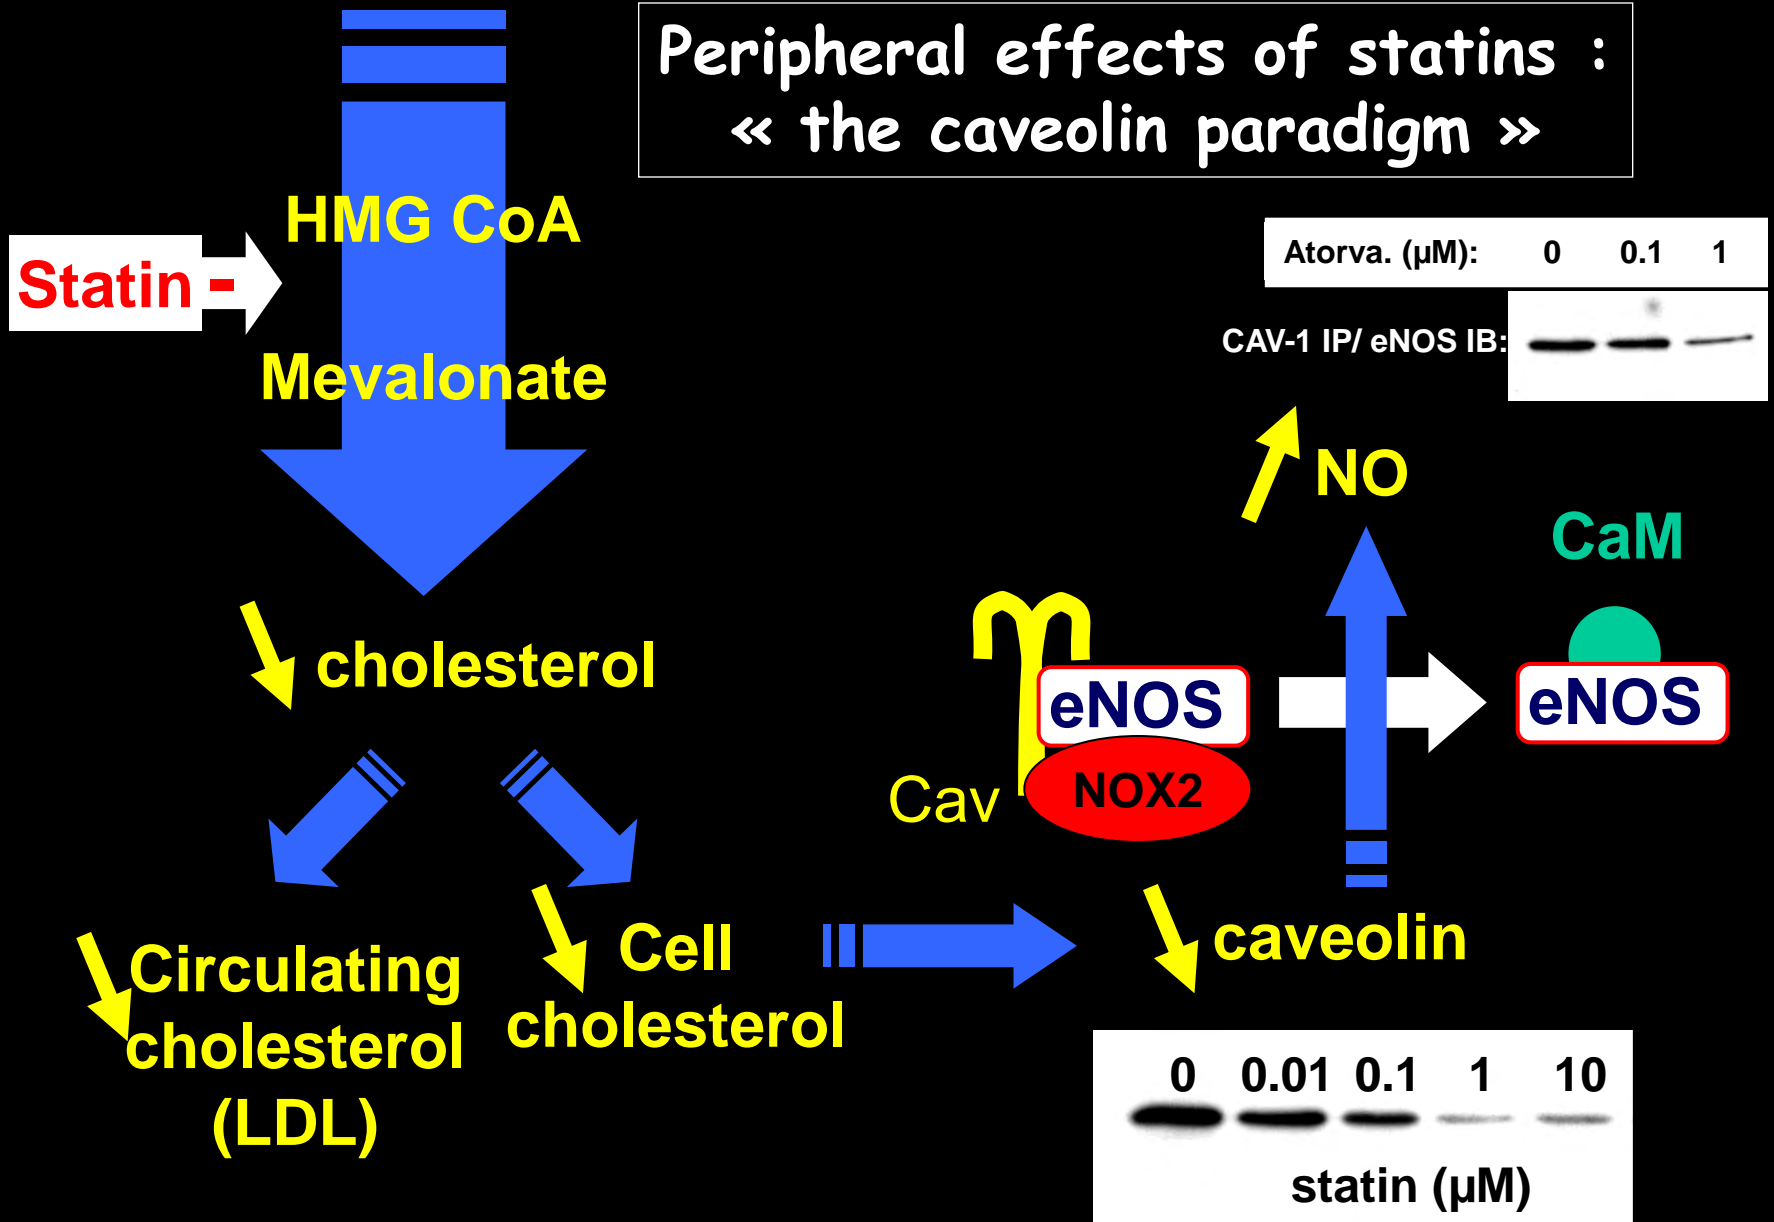 Peripheral effects of statins :
« the caveolin paradigm »
HMG CoA
Statin -
Mevalonate
Atorva. (µM): 0 0.1 1
CAV-1 IP/ eNOS IB:
NO
CaM
cholesterol
eNOS
eNOS
Cav
NOX2
Circulating
cholesterol
(LDL)
Cell
cholesterol
caveolin
0 0.01 0.1 1 10
statin (µM)